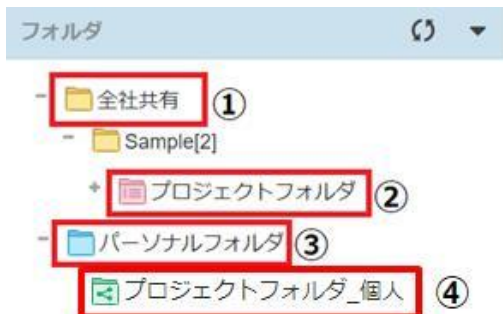 フォルダ
全社共有 ①
Sample[2]
プロジェクトフォルダ ②
パーソナルフォルダ ③
プロジェクトフォルダ_個人 ④